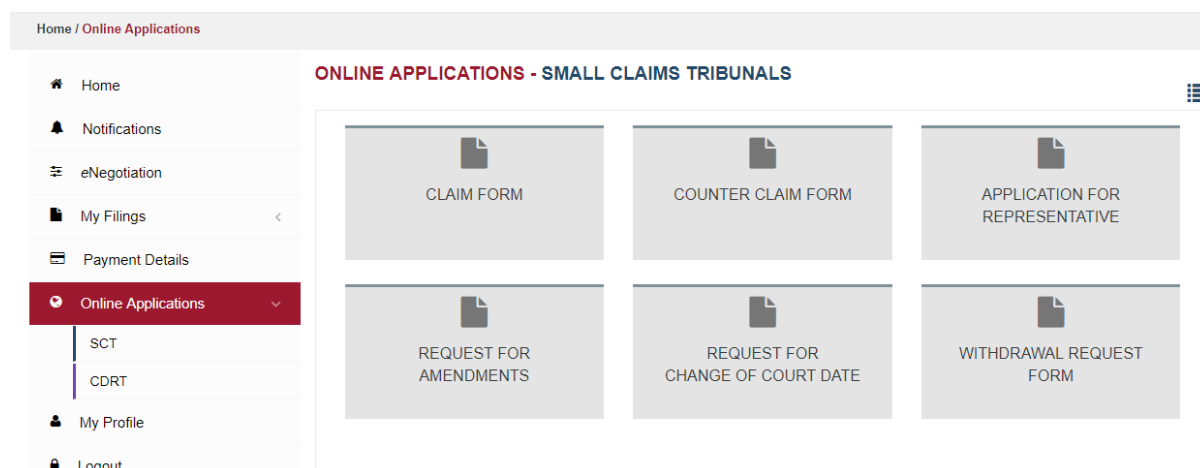 Home / Online Applications
Home
Notifications
eNegotiation
My Filings
Payment Details
Online Applications
SCT
CDRT
My Profile
Logout
ONLINE APPLICATIONS - SMALL CLAIMS TRIBUNALS
CLAIM FORM
COUNTER CLAIM FORM
APPLICATION FOR
REPRESENTATIVE
REQUEST FOR
AMENDMENTS
REQUEST FOR
CHANGE OF COURT DATE
WITHDRAWAL REQUEST
FORM